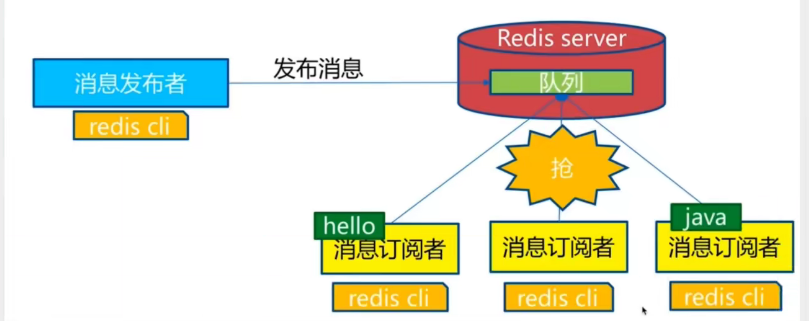 Redis server
消息发布者
发布消息
队列
redis cli
抢
hello
java
消息订阅者
消息订阅者
消息订阅者
redis cli
redis cli
redis cli